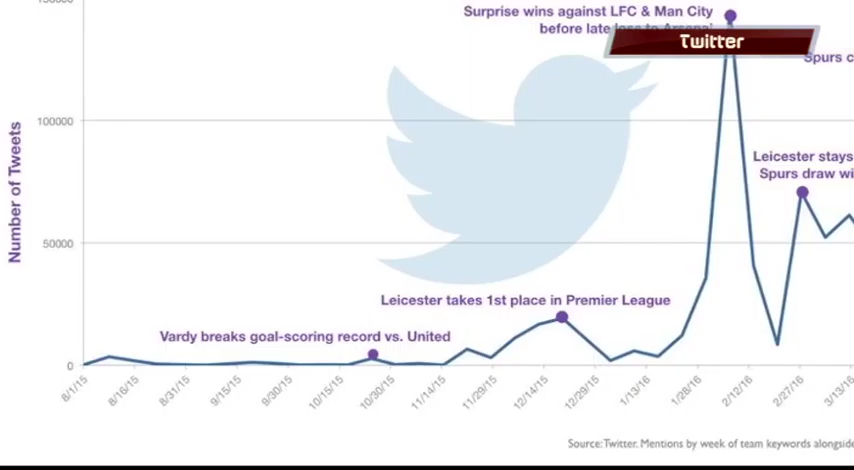 150000
Surprise wins against LFC & Man City
before late loss to Arsenal
Twitter
Spurs c
100000
Number of Tweets
Leicester stays
Spurs draw wi
50000
Leicester takes 1st place in Premier League
Vardy breaks goal-scoring record vs. United
0
8/1/15 8/16/15 8/31/15 9/15/15 9/30/15 10/15/15 10/30/15 11/14/15 11/29/15 12/14/15 12/29/15 1/13/16 1/28/16 2/12/16 2/27/16 3/13/16
Source: Twitter. Mentions by week of team keywords alongside